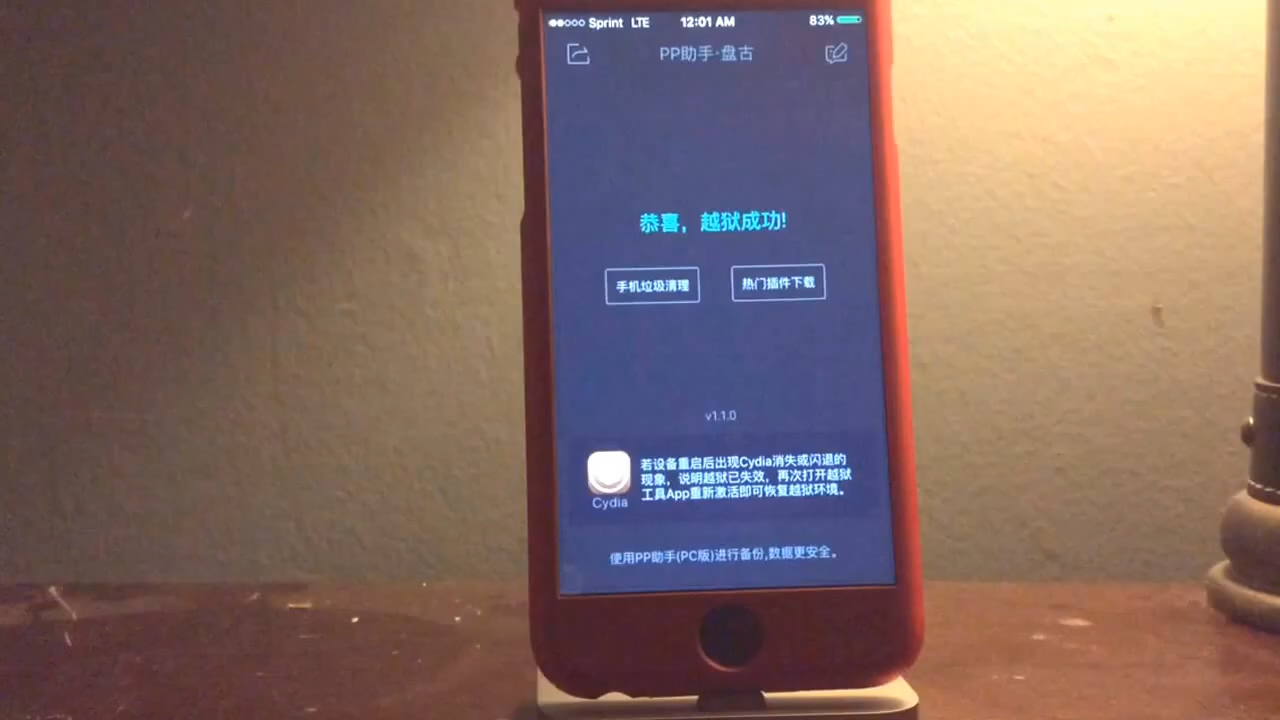 Sprint LTE 12:01 AM 83%
PP助手·盘古
恭喜，越狱成功!
手机垃圾清理 热门插件下载
v1.1.0
若设备重启后出现Cydia消失或闪退的
现象，说明越狱已失效，再次打开越狱
工具App重新激活即可恢复越狱环境。
Cydia
使用PP助手(PC版)进行备份,数据更安全。